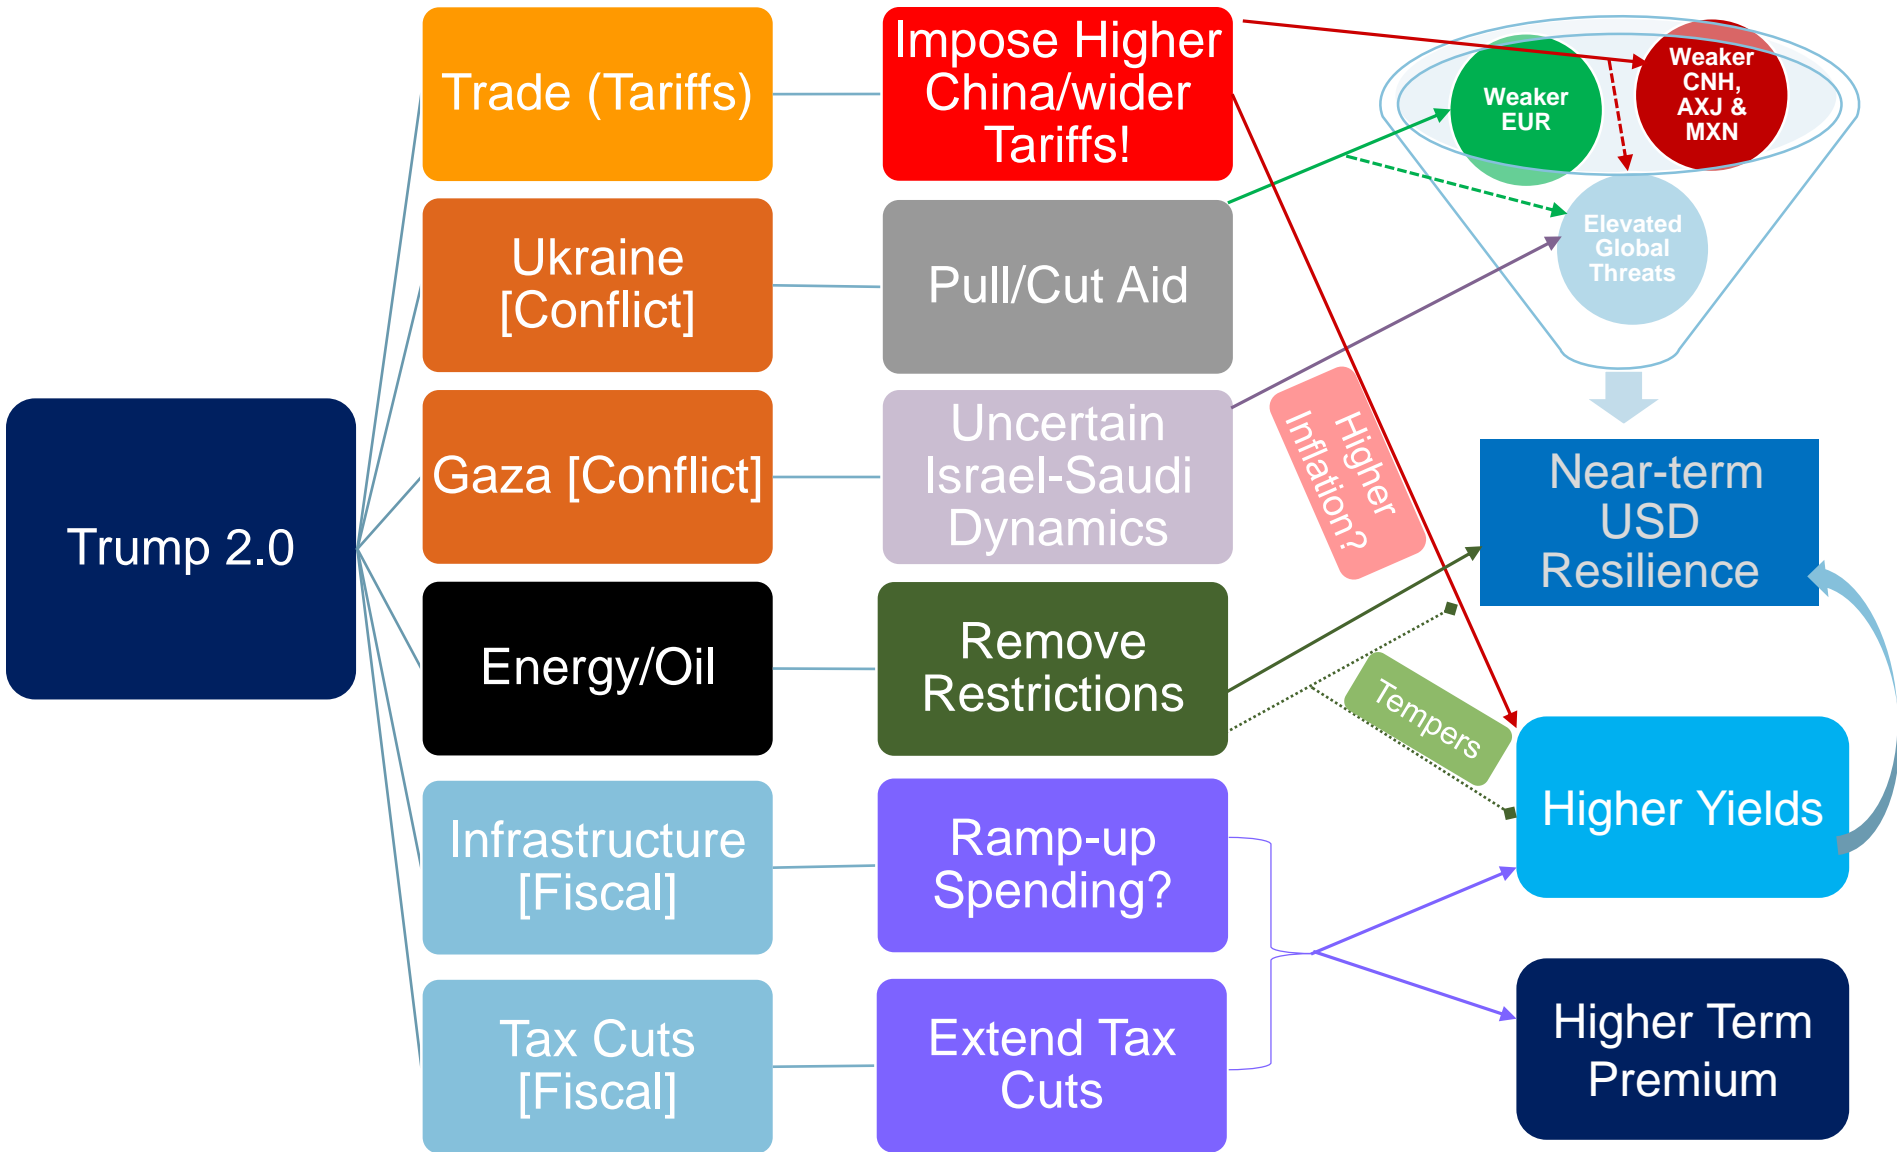 Trump 2.0
Trade (Tariffs)
Ukraine
[Conflict]
Gaza [Conflict]
Energy/Oil
Infrastructure
[Fiscal]
Tax Cuts
[Fiscal]
Impose Higher
China/wider
Tariffs!
Pull/Cut Aid
Uncertain
Israel-Saudi
Dynamics
Remove
Restrictions
Ramp-up
Spending?
Extend Tax
Cuts
Higher
Inflation?
Tempers
Weaker
EUR
Weaker
CNH,
AXJ &
MXN
Elevated
Global
Threats
Near-term
USD
Resilience
Higher Yields
Higher Term
Premium